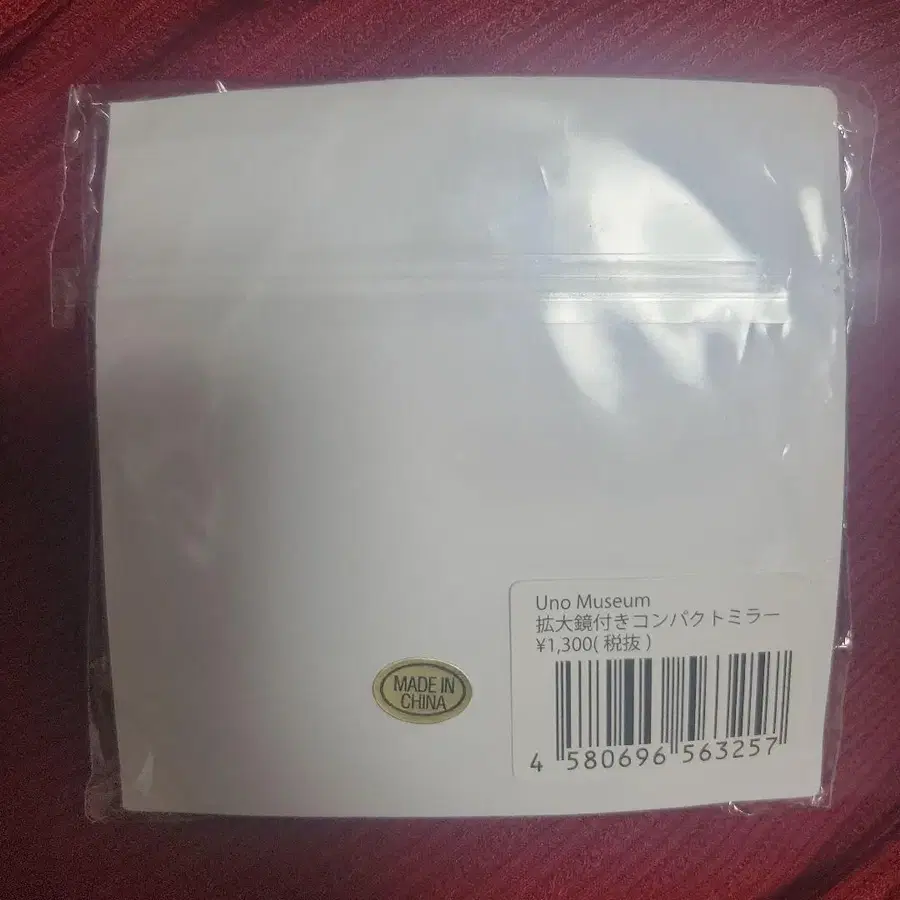 Uno Museum
拡大鏡付きコンパクトミラー
¥1,300(税抜)
MADE IN
CHINA
4 580696 563257